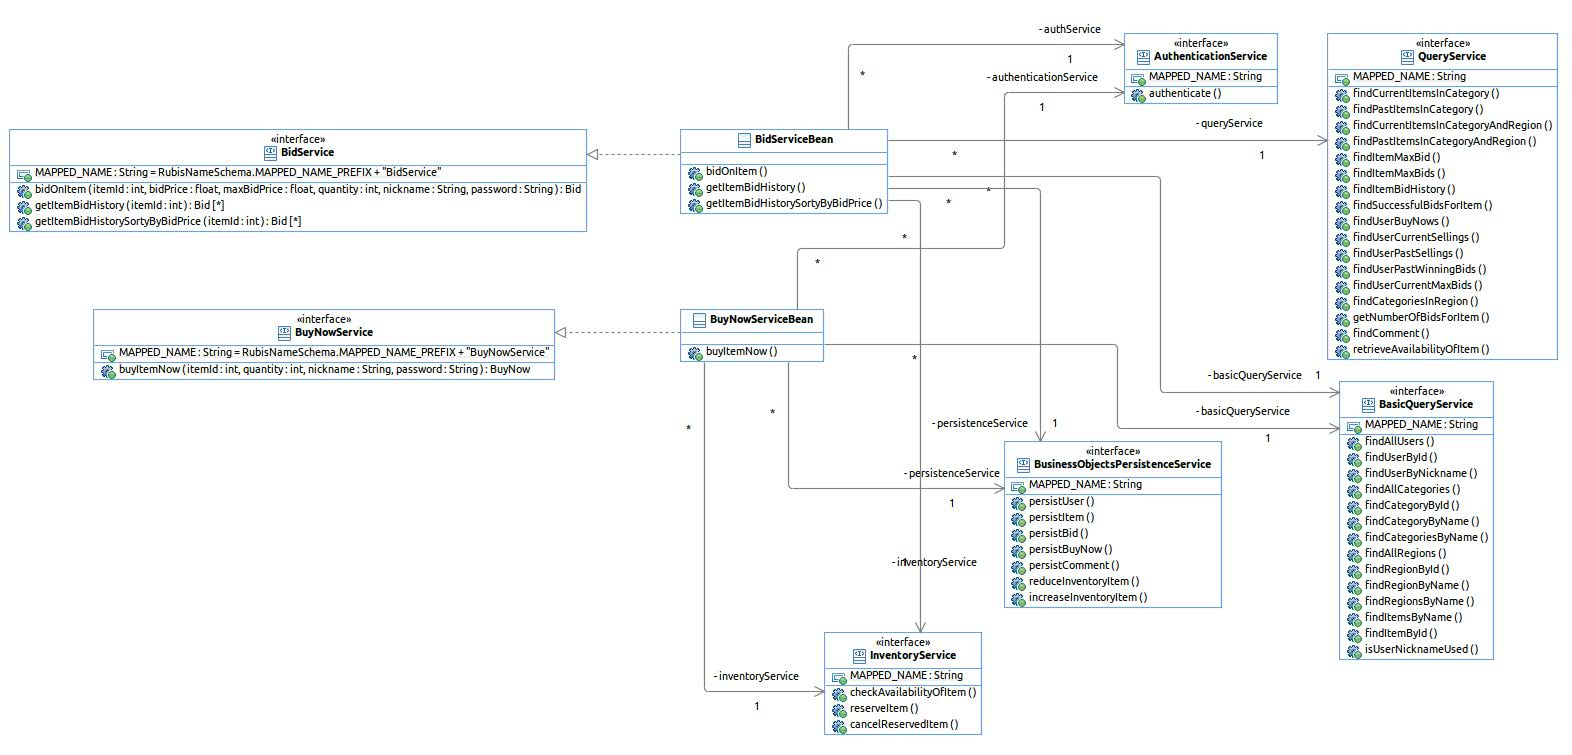 - authService
1
*
- authenticationService
1
*
«interface»
AuthenticationService
MAPPED_NAME : String
authenticate ( )
«interface»
QueryService
MAPPED_NAME : String
findCurrentItemsInCategory ( )
findPastItemsInCategory ( )
findCurrentItemsInCategoryAndRegion ( )
findPastItemsInCategoryAndRegion ( )
findItemMaxBid ( )
findItemMaxBids ( )
findItemBidHistory ( )
findSuccessfulBidsForItem ( )
findUserBuyNows ( )
findUserCurrentSellings ( )
findUserPastSellings ( )
findUserPastWinningBids ( )
findUserCurrentMaxBids ( )
findCategoriesInRegion ( )
getNumberOfBidsForItem ( )
findComment ( )
retrieveAvailabilityOfItem ( )
«interface»
BidService
MAPPED_NAME : String = RubisNameSchema.MAPPED_NAME_PREFIX + "BidService"
bidOnItem ( itemId : int, bidPrice : float, maxBidPrice : float, quantity : int, nickname : String, password : String ) : Bid
getItemBidHistory ( itemId : int ) : Bid [*]
getItemBidHistorySortyByBidPrice ( itemId : int ) : Bid [*]
BidServiceBean
bidOnItem ( )
getItemBidHistory ( )
getItemBidHistorySortyByBidPrice ( )
- queryService
*
1
*
*
*
*
«interface»
BuyNowService
MAPPED_NAME : String = RubisNameSchema.MAPPED_NAME_PREFIX + "BuyNowService"
buyItemNow ( itemId : int, quantity : int, nickname : String, password : String ) : BuyNow
BuyNowServiceBean
buyItemNow ( )
*
*
*
- basicQueryService
1
- basicQueryService
1
«interface»
BasicQueryService
MAPPED_NAME : String
findAllUsers ( )
findUserById ( )
findUserByNickname ( )
findAllCategories ( )
findCategoryById ( )
findCategoryByName ( )
findCategoriesByName ( )
findAllRegions ( )
findRegionById ( )
findRegionByName ( )
findRegionsByName ( )
findItemsByName ( )
findItemById ( )
isUserNicknameUsed ( )
- persistenceService
1
- persistenceService
1
«interface»
BusinessObjectsPersistenceService
MAPPED_NAME : String
persistUser ( )
persistItem ( )
persistBid ( )
persistBuyNow ( )
persistComment ( )
reduceInventoryItem ( )
increaseInventoryItem ( )
- inventoryService
1
- inventoryService
1
«interface»
InventoryService
MAPPED_NAME : String
checkAvailabilityOfItem ( )
reserveItem ( )
cancelReservedItem ( )